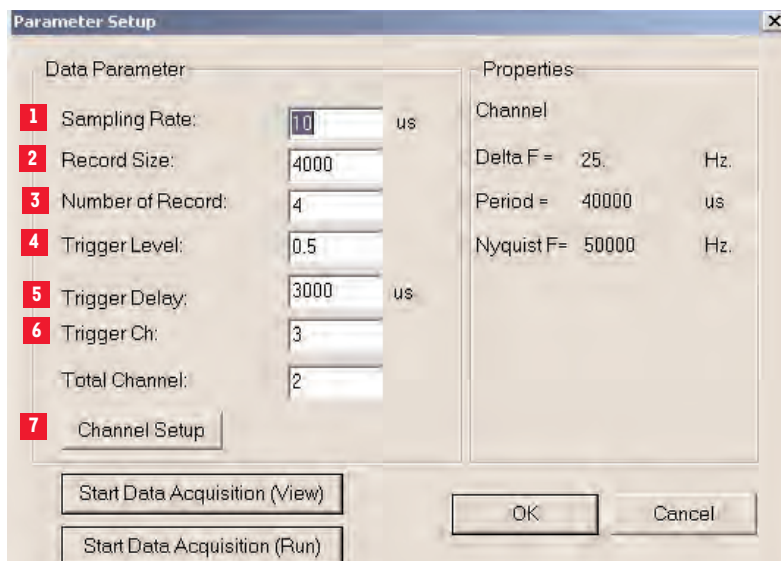 Parameter Setup
Data Parameter
1 Sampling Rate: 10 us
2 Record Size: 4000
3 Number of Record: 4
4 Trigger Level: 0.5
5 Trigger Delay: 3000 us
6 Trigger Ch: 3
Total Channel: 2
7 Channel Setup
Start Data Acquisition (View)
Start Data Acquisition (Run)
Properties
Channel
Delta F = 25. Hz.
Period = 40000 us
Nyquist F= 50000 Hz.
OK
Cancel